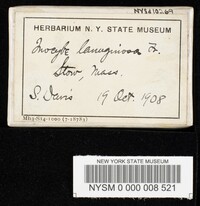 HERBARIUM N. Y. STATE MUSEUM
Inocybe lanuginosa Fr.
Stow, Mass.
S. Davis 19 Oct. 1908
NEW YORK STATE MUSEUM
NYSM 0 000 008 521